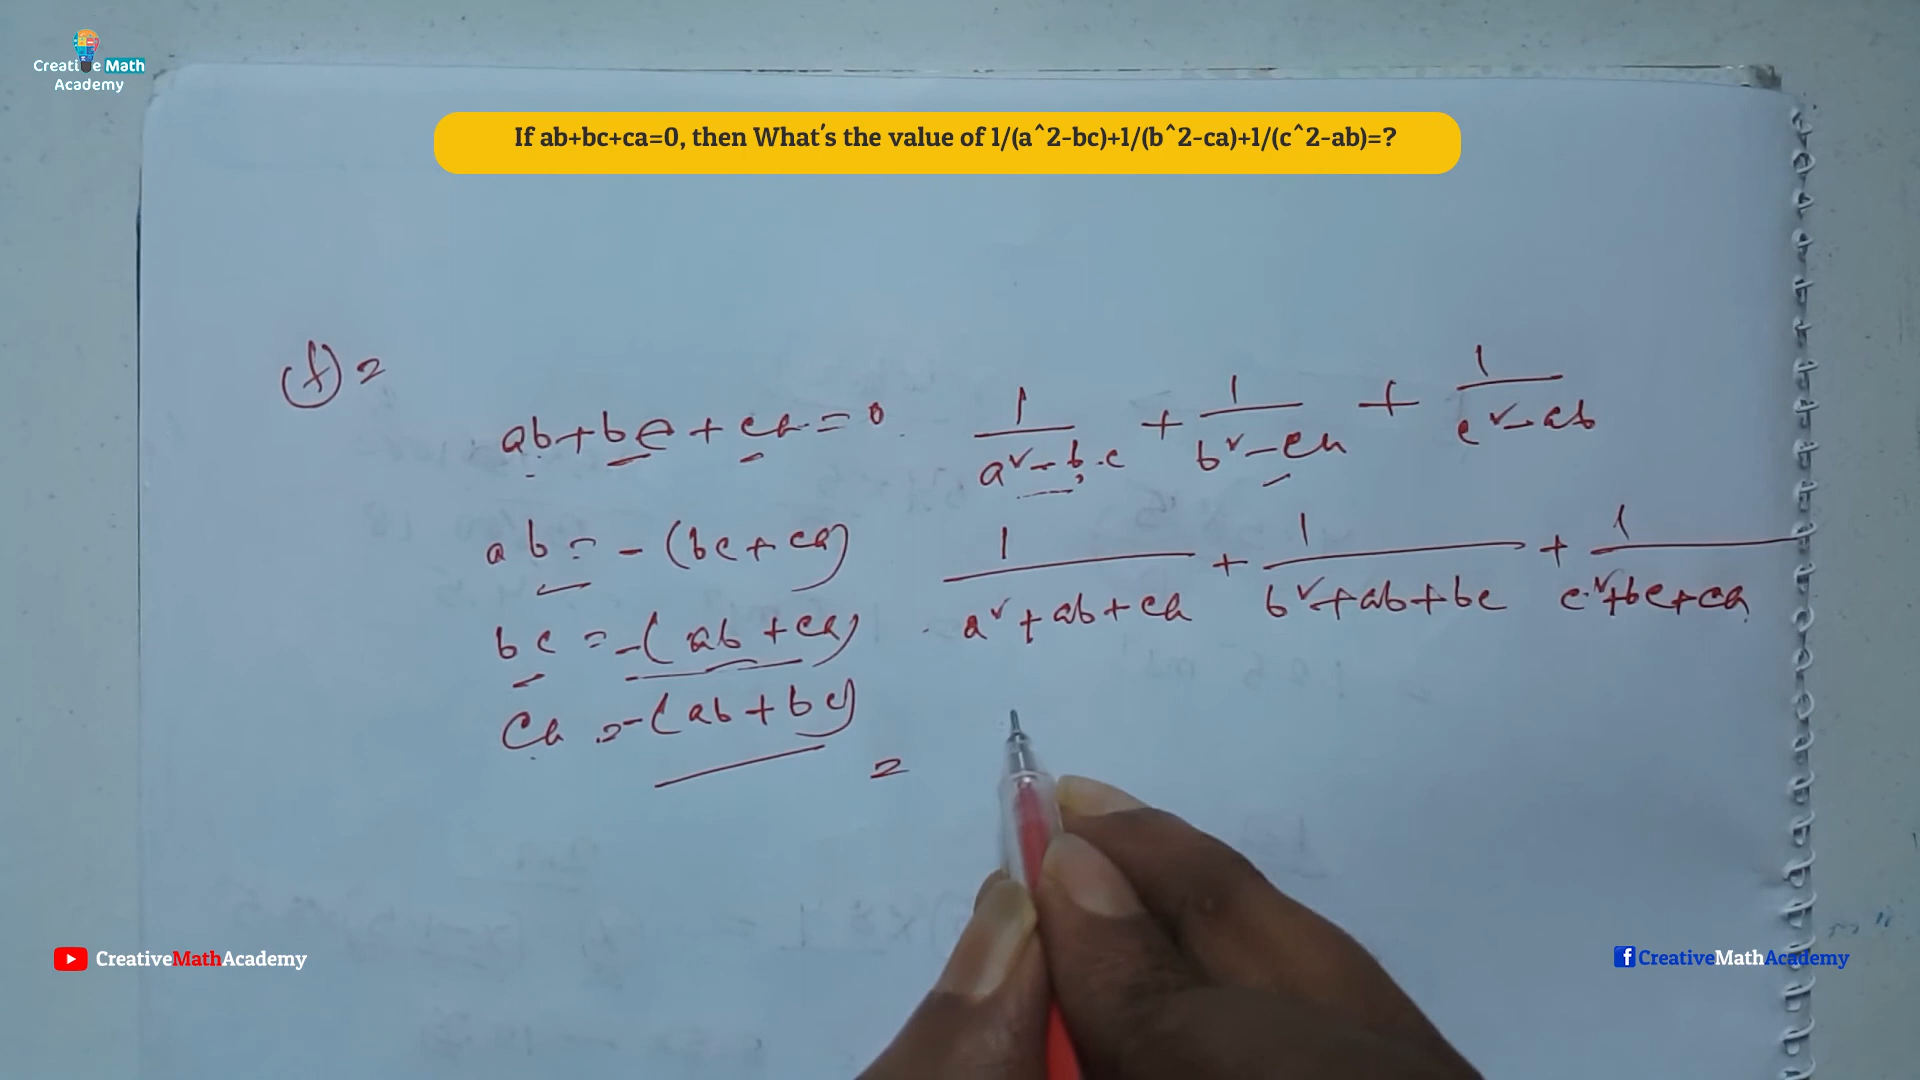 Creative Math
Academy
If ab+bc+ca=0, then What's the value of 1/(a^2-bc)+1/(b^2-ca)+1/(c^2-ab)=?
(f) 2
ab+bc+ca=0 1/(a²-b.c) + 1/(b²-ca) + 1/(c²-ab)
ab=-(bc+ca) 1/(a²+ab+ca) + 1/(b²+ab+bc) + 1/(c²+bc+ca)
bc=-(ab+ca)
ca=-(ab+bc)
=
CreativeMathAcademy
CreativeMathAcademy